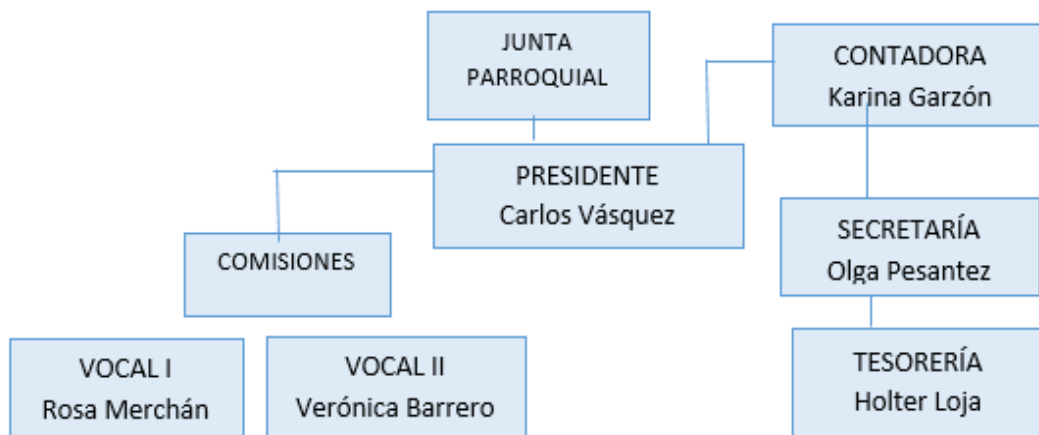 JUNTA
PARROQUIAL
CONTADORA
Karina Garzón
PRESIDENTE
Carlos Vásquez
SECRETARÍA
Olga Pesantez
COMISIONES
VOCAL I
Rosa Merchán
VOCAL II
Verónica Barrero
TESORERÍA
Holter Loja